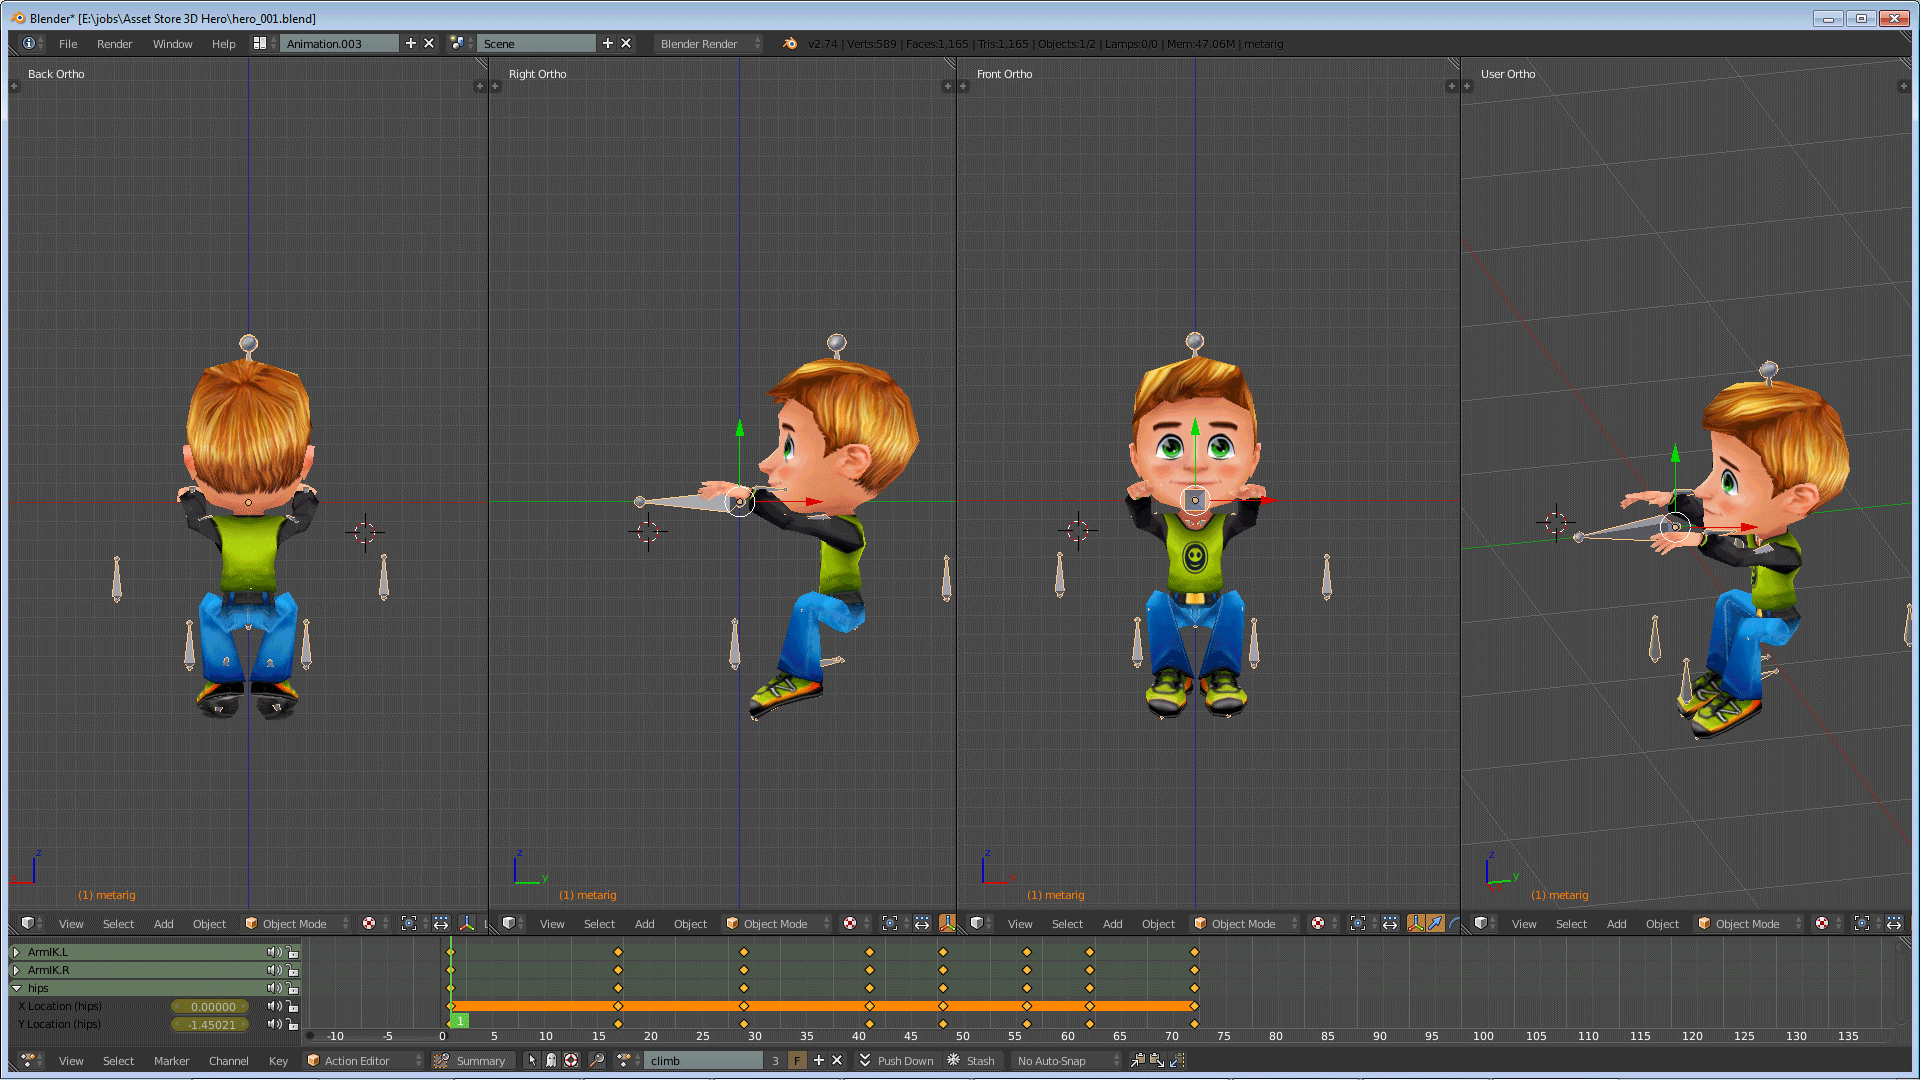 Blender* [E:\jobs\Asset Store 3D Hero\hero_001.blend]
File Render Window Help Animation.003 Scene Blender Render v2.74 | Verts:589 | Faces:1,165 | Tris:1,165 | Objects:1/2 | Lamps:0/0 | Mem:47.06M | metarig
Back Ortho Right Ortho Front Ortho User Ortho
z z z z
y y
(1) metarig (1) metarig (1) metarig (1) metarig
View Select Add Object Object Mode View Select Add Object Object Mode View Select Add Object Object Mode View Select Add Object Object Mode
ArmIK.L
ArmIK.R
hips
X Location (hips) 0.00000
Y Location (hips) -1.45021 1
-10 -5 0 5 10 15 20 25 30 35 40 45 50 55 60 65 70 75 80 85 90 95 100 105 110 115 120 125 130 135
View Select Marker Channel Key Action Editor Summary climb 3 F Push Down Stash No Auto-Snap